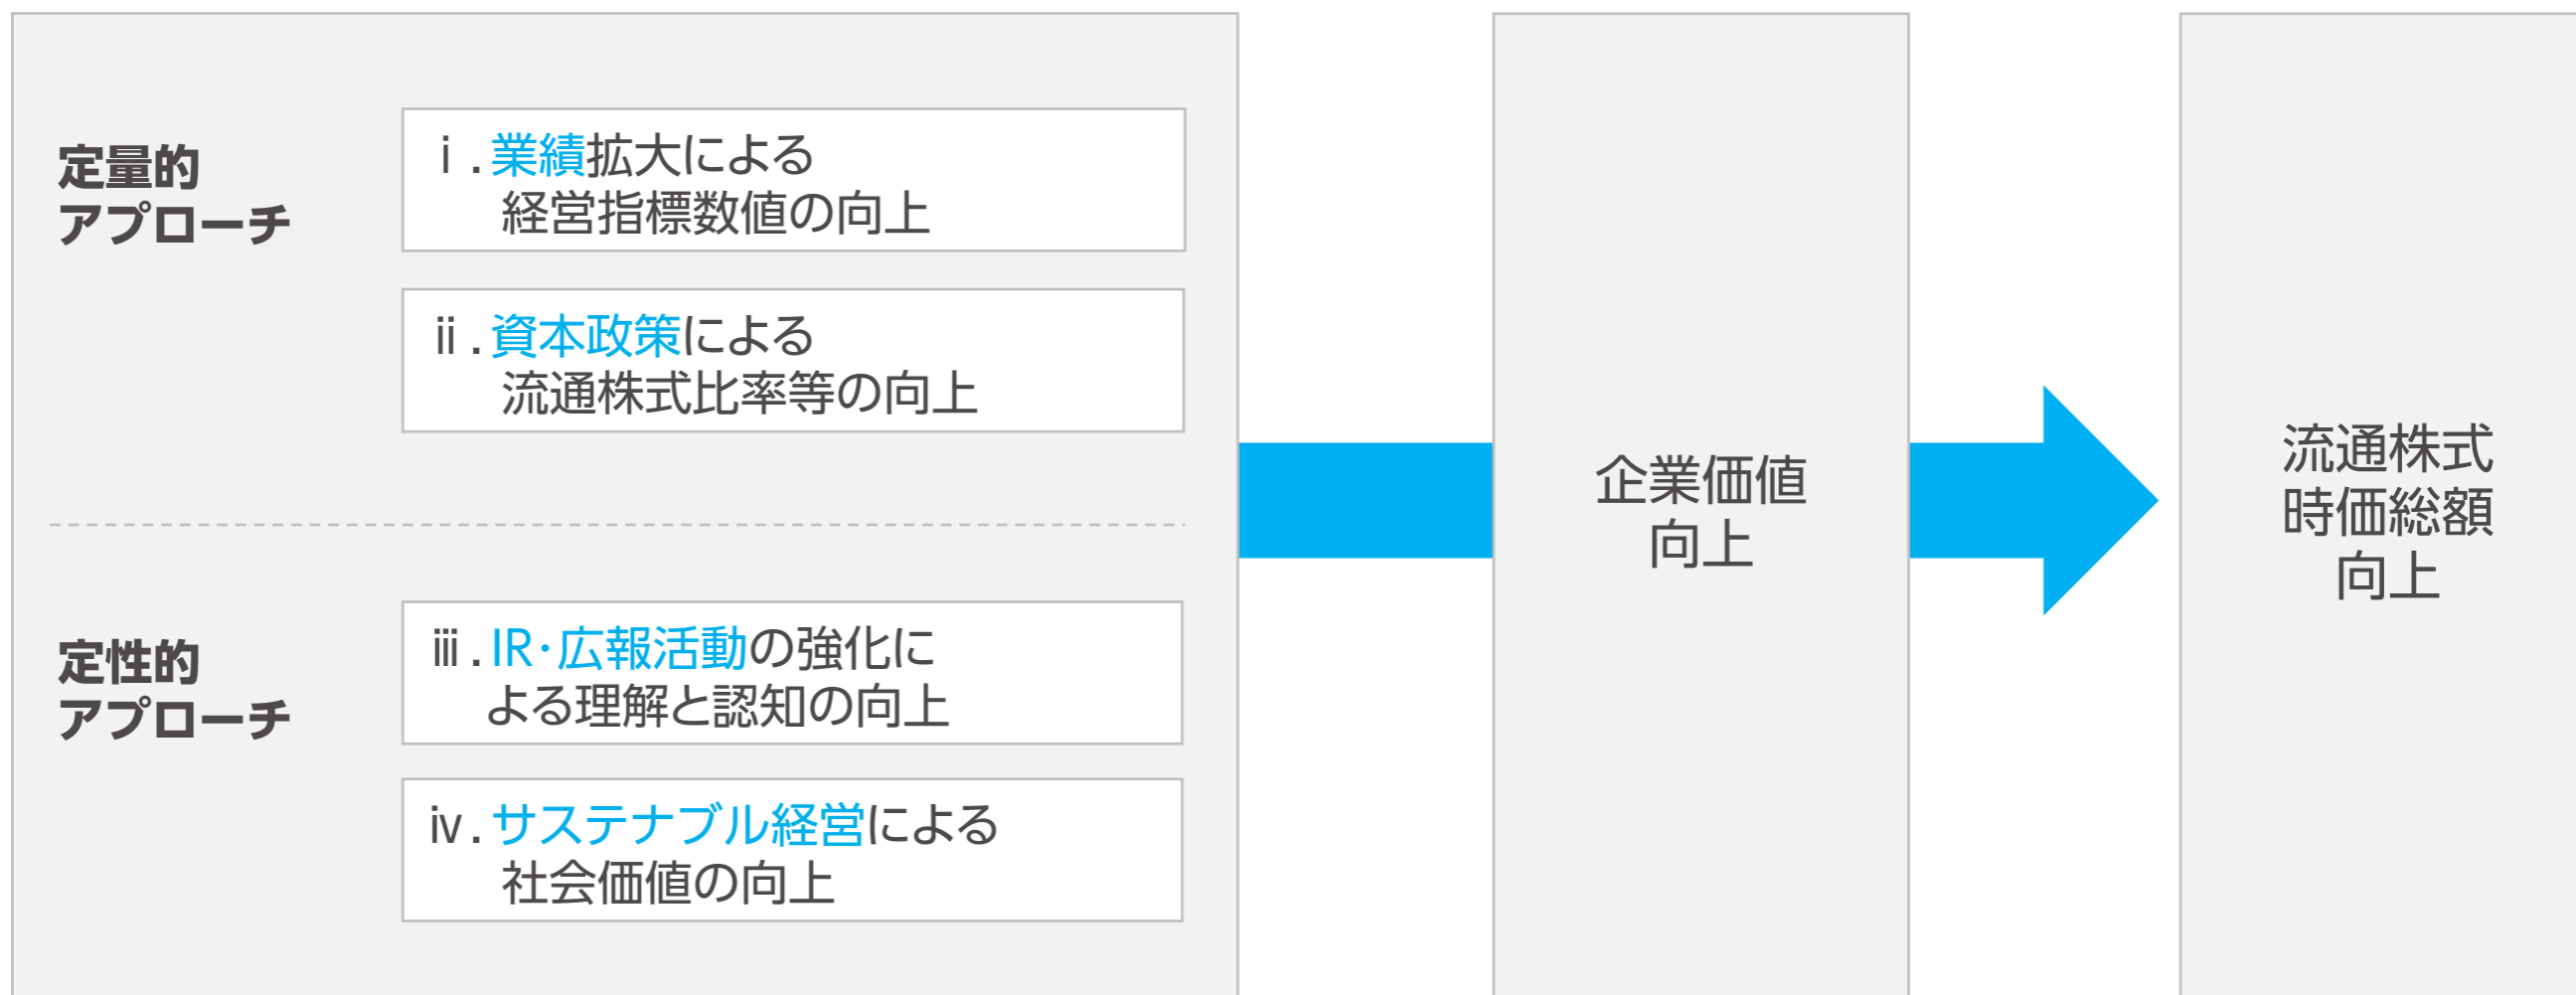 定量的
アプローチ
ⅰ.業績拡大による
経営指標数値の向上
ⅱ.資本政策による
流通株式比率等の向上
定性的
アプローチ
ⅲ.IR・広報活動の強化に
よる理解と認知の向上
ⅳ.サステナブル経営による
社会価値の向上
企業価値
向上
流通株式
時価総額
向上